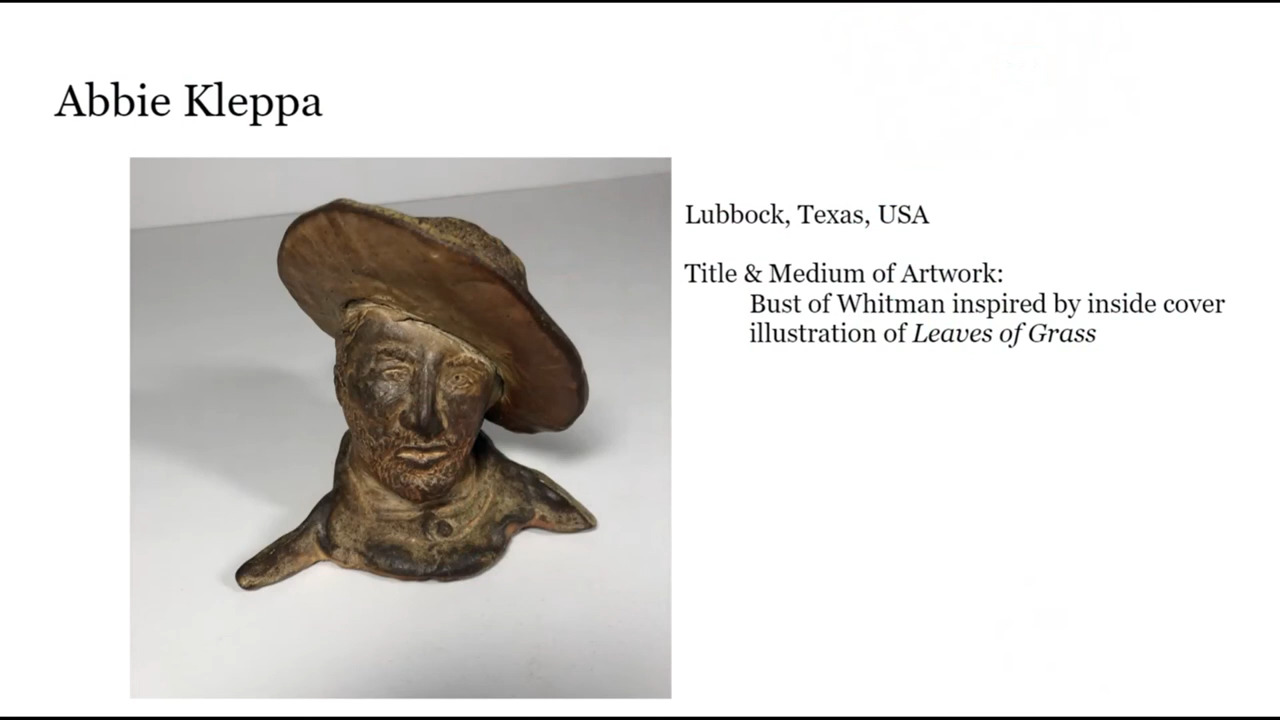 Abbie Kleppa
Lubbock, Texas, USA
Title & Medium of Artwork:
Bust of Whitman inspired by inside cover
illustration of Leaves of Grass